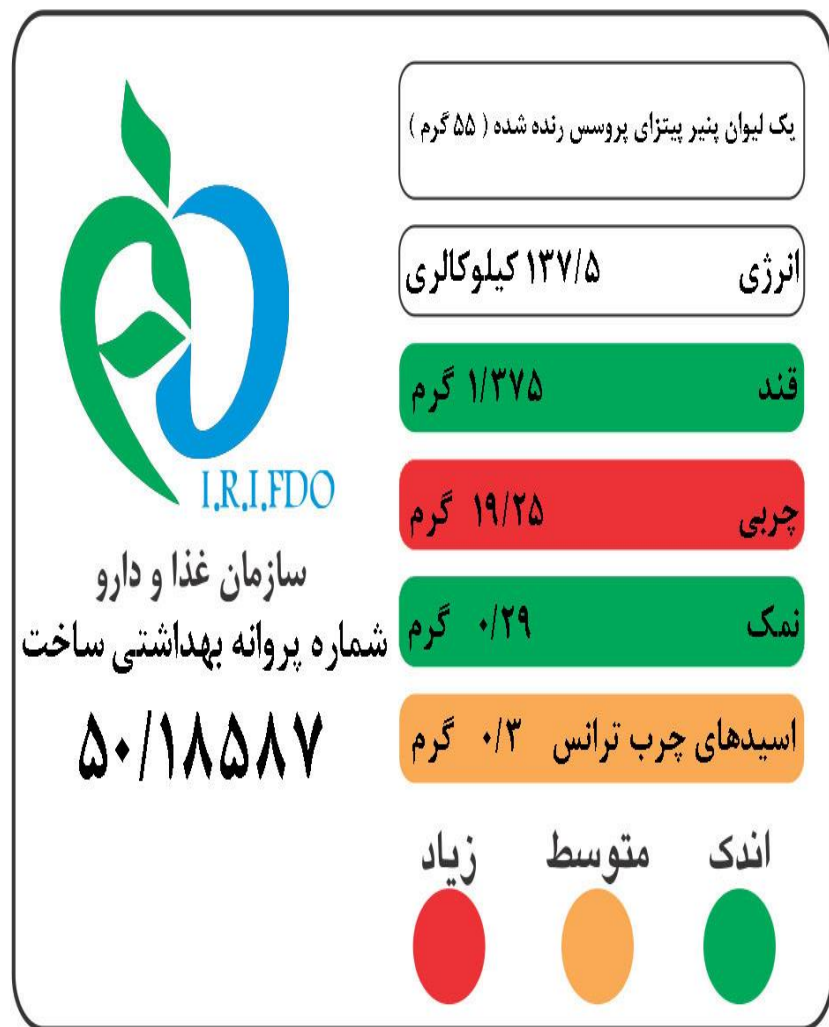 یک لیوان پنیر پیتزای پروسس رنده شده ( ۵۵ گرم )
انرژی ۱۳۷/۵ کیلوکالری
قند ۱/۳۷۵ گرم
چربی ۱۹/۲۵ گرم
نمک ۰/۲۹ گرم
اسیدهای چرب ترانس ۰/۳ گرم
اندک متوسط زیاد
I.R.I.FDO
سازمان غذا و دارو
شماره پروانه بهداشتی ساخت
۵۰/۱۸۵۸۷